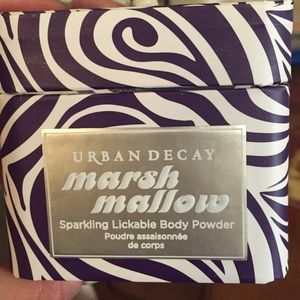 URBAN DECAY
marsh
mallow
Sparkling Lickable Body Powder
Poudre assaisonnée
de corps